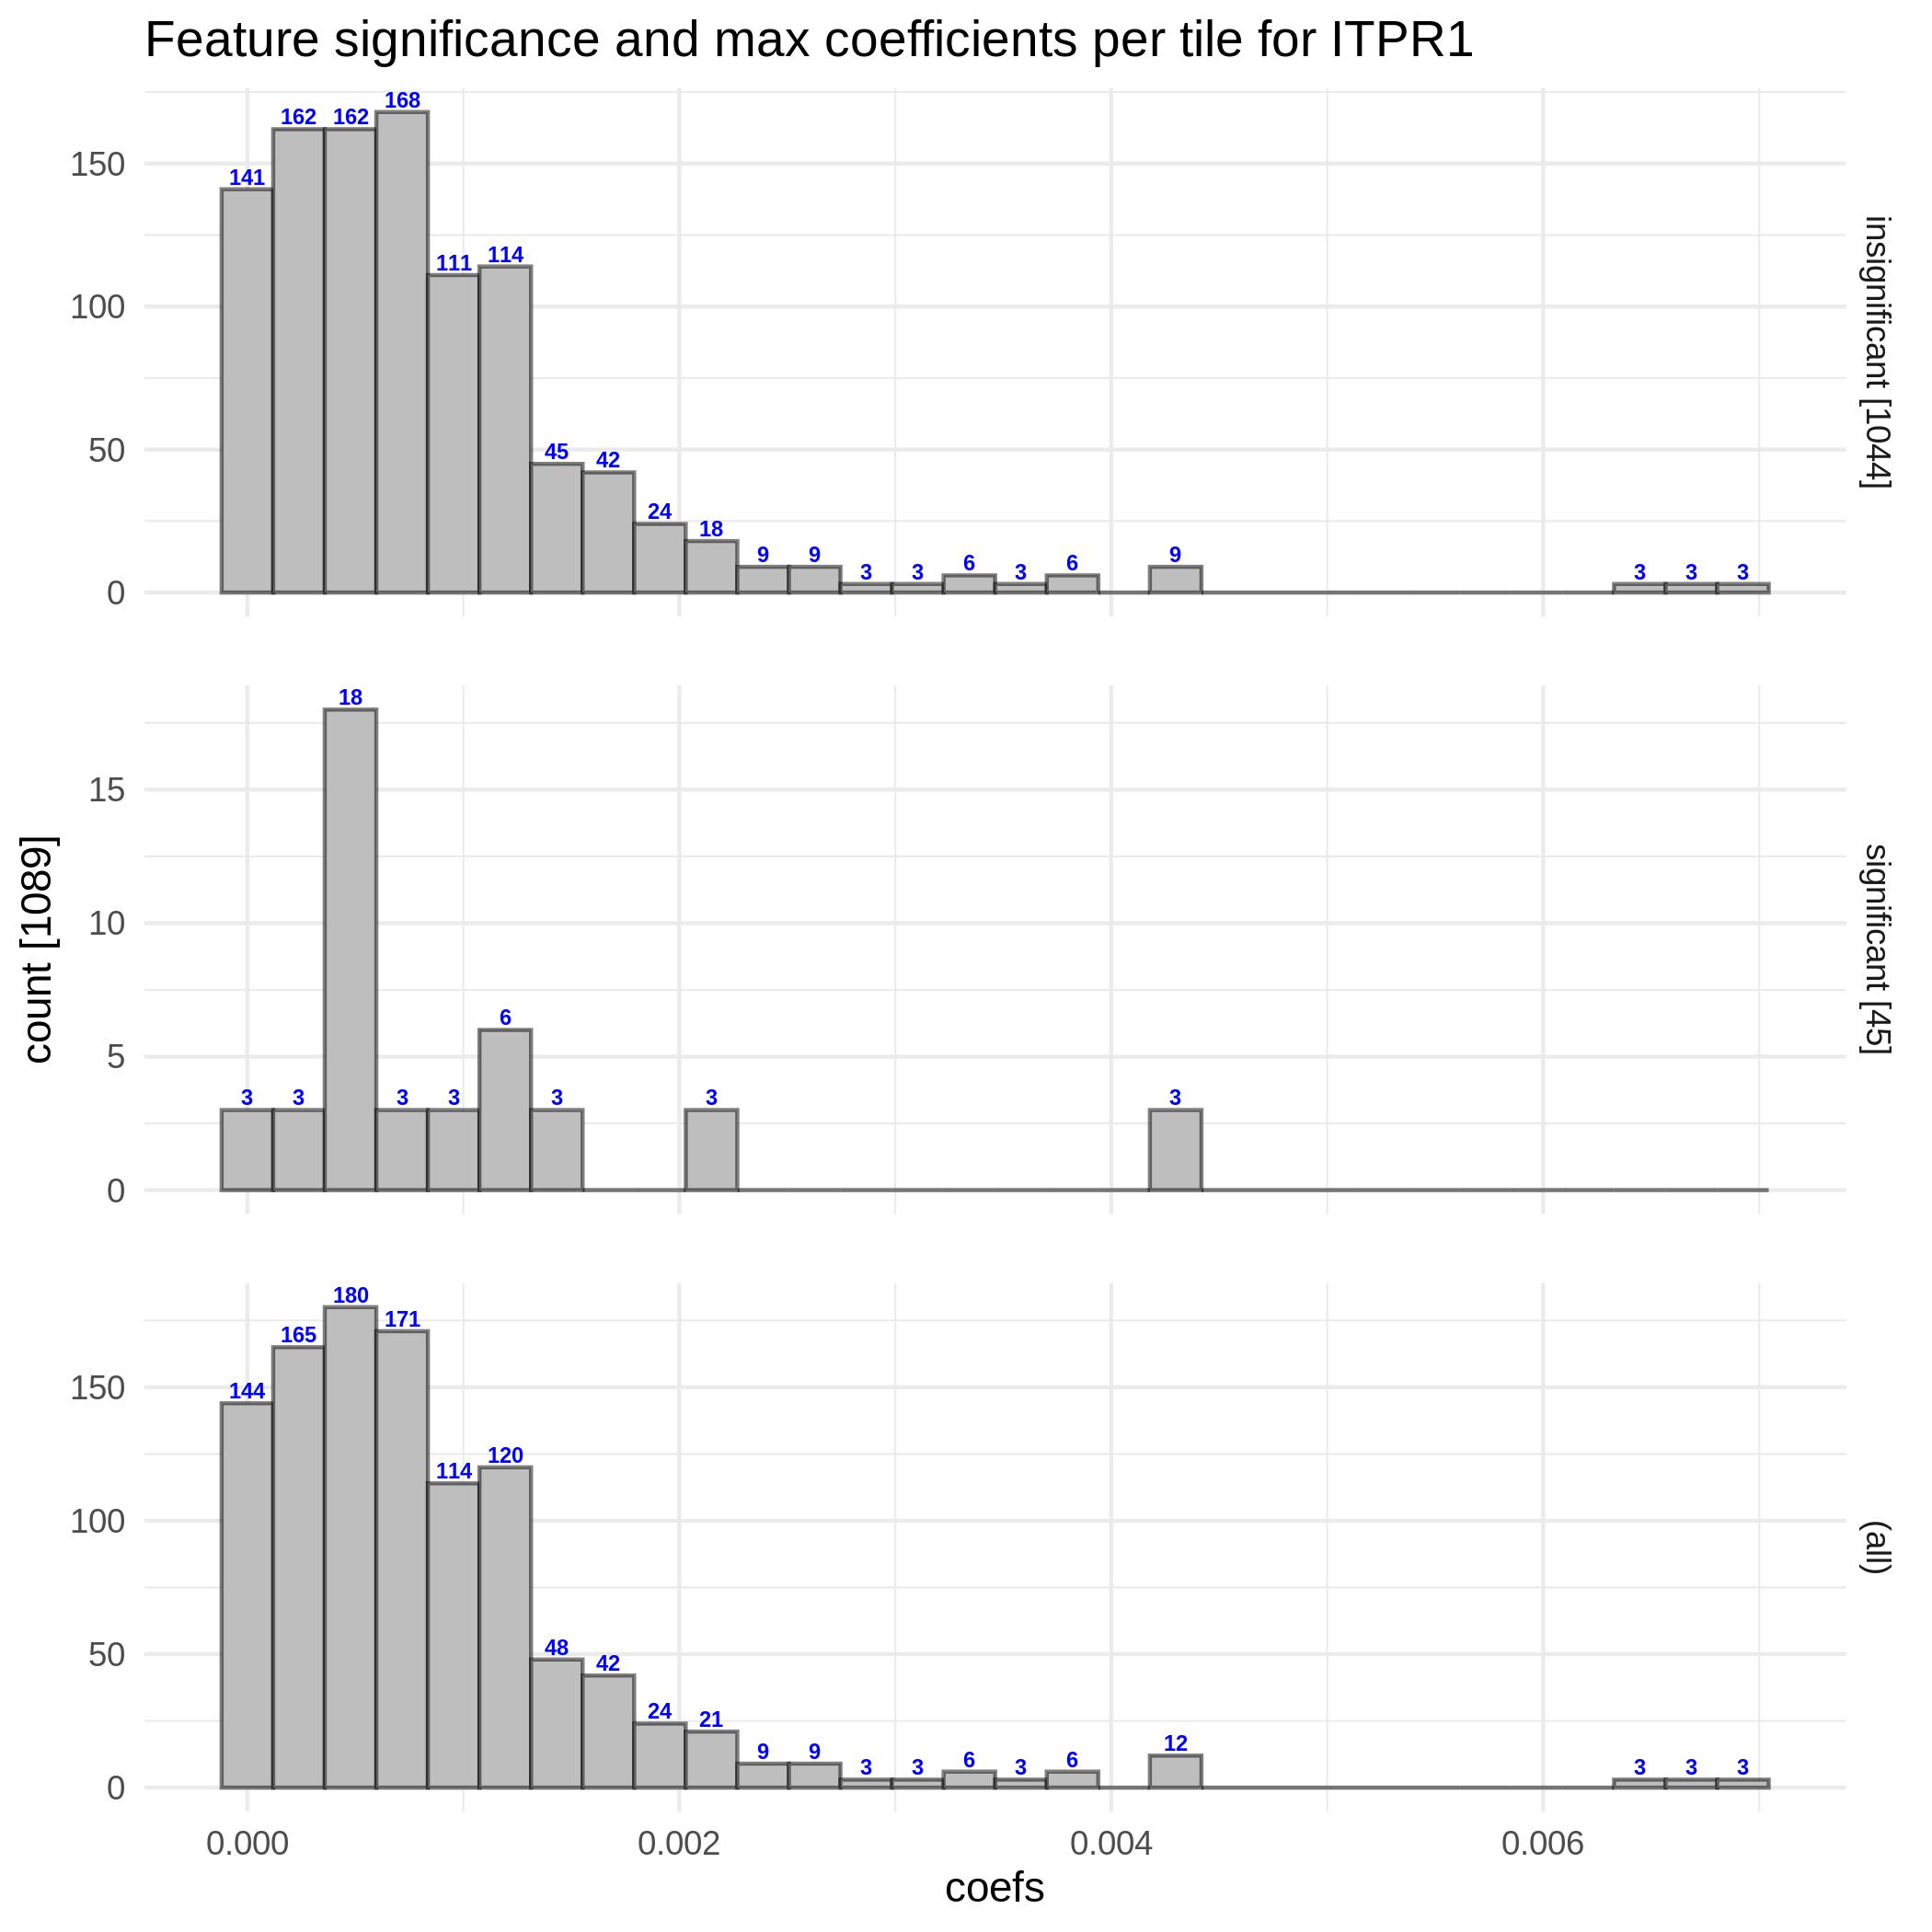 Feature significance and max coefficients per tile for ITPR1
168
162 162
141
111 114
45 42
24 18
9 9 3 3 6 3 6 9 3 3 3
150
100
50
0
insignificant [1044]
18
3 3 3 3 6 3 3 3
15
10
5
0
significant [45]
count [1089]
180
171
165
144
114 120
48 42
24 21
9 9 3 3 6 3 6 12 3 3 3
150
100
50
0
(all)
0.000 0.002 0.004 0.006
coefs